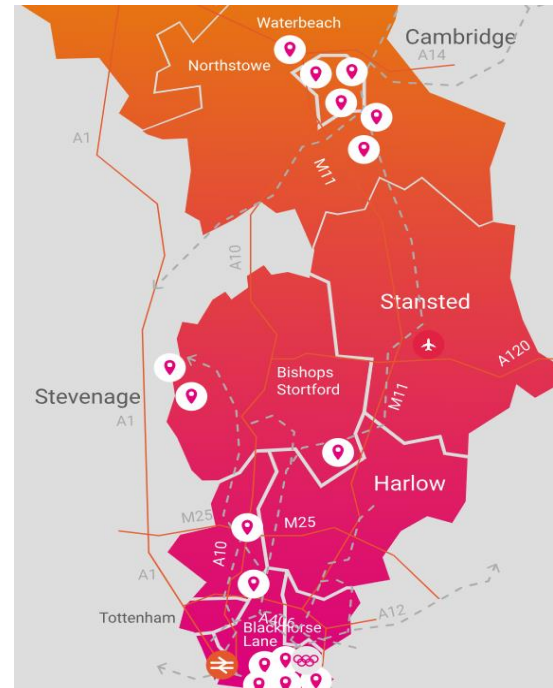 Waterbeach
Cambridge
A14
Northstowe
A1
M11
A10
Stansted
A120
Bishops
Stortford
M11
Stevenage
A1
Harlow
M25
M25
A10
A1
A12
Tottenham
A406
Blackhorse
Lane